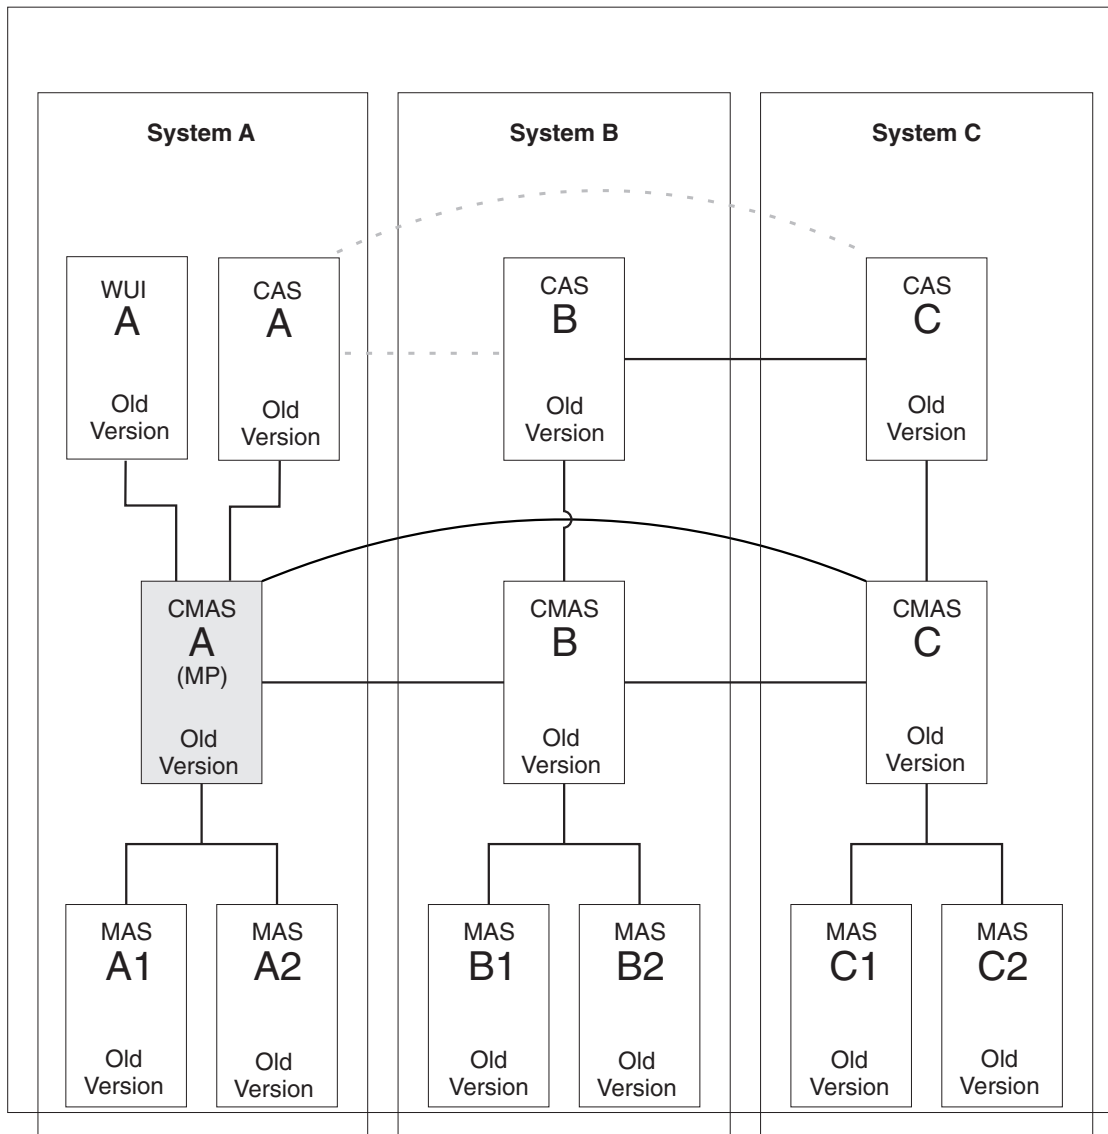 System A
System B
System C
WUI
A
Old
Version
CAS
A
Old
Version
CAS
B
Old
Version
CAS
C
Old
Version
CMAS
A
(MP)
Old
Version
CMAS
B
Old
Version
CMAS
C
Old
Version
MAS
A1
Old
Version
MAS
A2
Old
Version
MAS
B1
Old
Version
MAS
B2
Old
Version
MAS
C1
Old
Version
MAS
C2
Old
Version